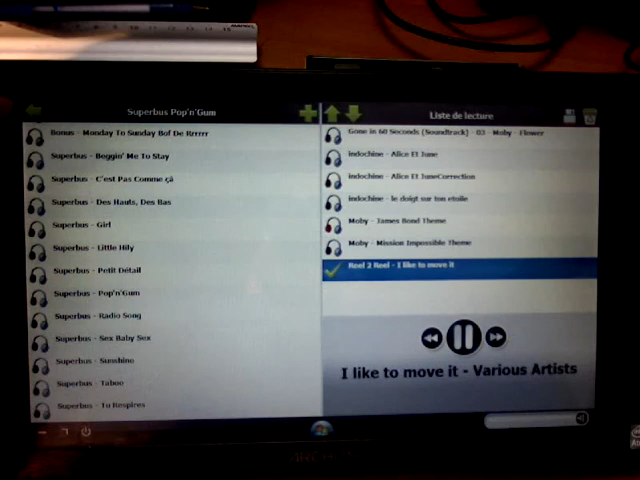 Superbus Pop'n'Gum
Bonus - Monday To Sunday Bof De Rrrrr
Superbus - Beggin' Me To Stay
Superbus - C'est Pas Comme çà
Superbus - Des Hauts, Des Bas
Superbus - Girl
Superbus - Little Hily
Superbus - Petit Détail
Superbus - Pop'n'Gum
Superbus - Radio Song
Superbus - Sex Baby Sex
Superbus - Sunshine
Superbus - Taboo
Superbus - Tu Respires
Liste de lecture
Gone in 60 Seconds (Soundtrack) - 03 - Moby - Flower
indochine - Alice Et June
indochine - Alice Et JuneCorrection
indochine - le doigt sur ton etoile
Moby - James Bond Theme
Moby - Mission Impossible Theme
Reel 2 Reel - I like to move it
I like to move it - Various Artists